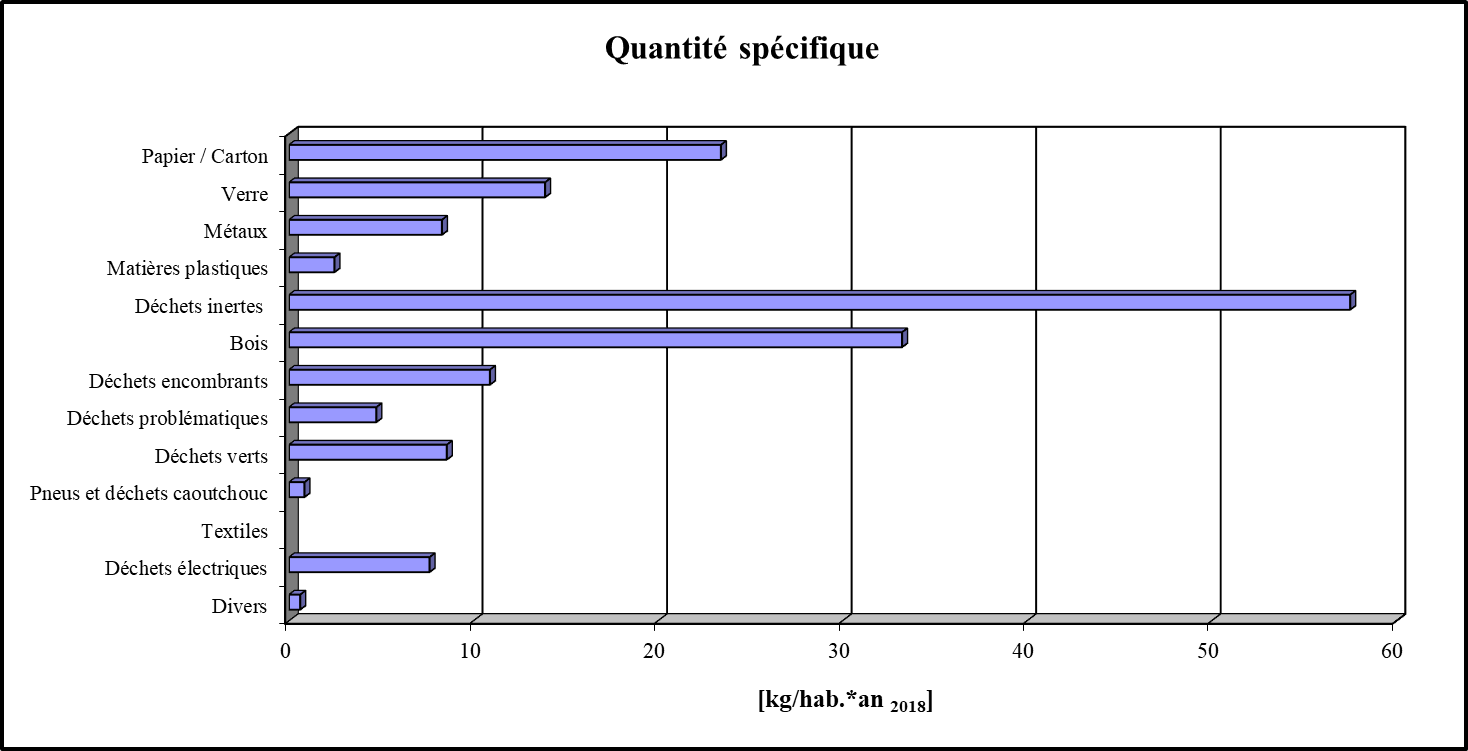 Quantité spécifique
Papier / Carton
Verre
Métaux
Matières plastiques
Déchets inertes
Bois
Déchets encombrants
Déchets problématiques
Déchets verts
Pneus et déchets caoutchouc
Textiles
Déchets électriques
Divers
0 10 20 30 40 50 60
[kg/hab.*an 2018]